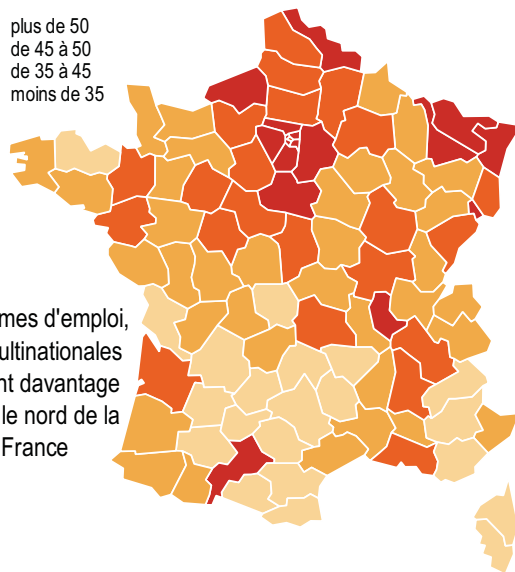 plus de 50
de 45 à 50
de 35 à 45
moins de 35
mes d'emploi,
ultinationales
nt davantage
le nord de la
France